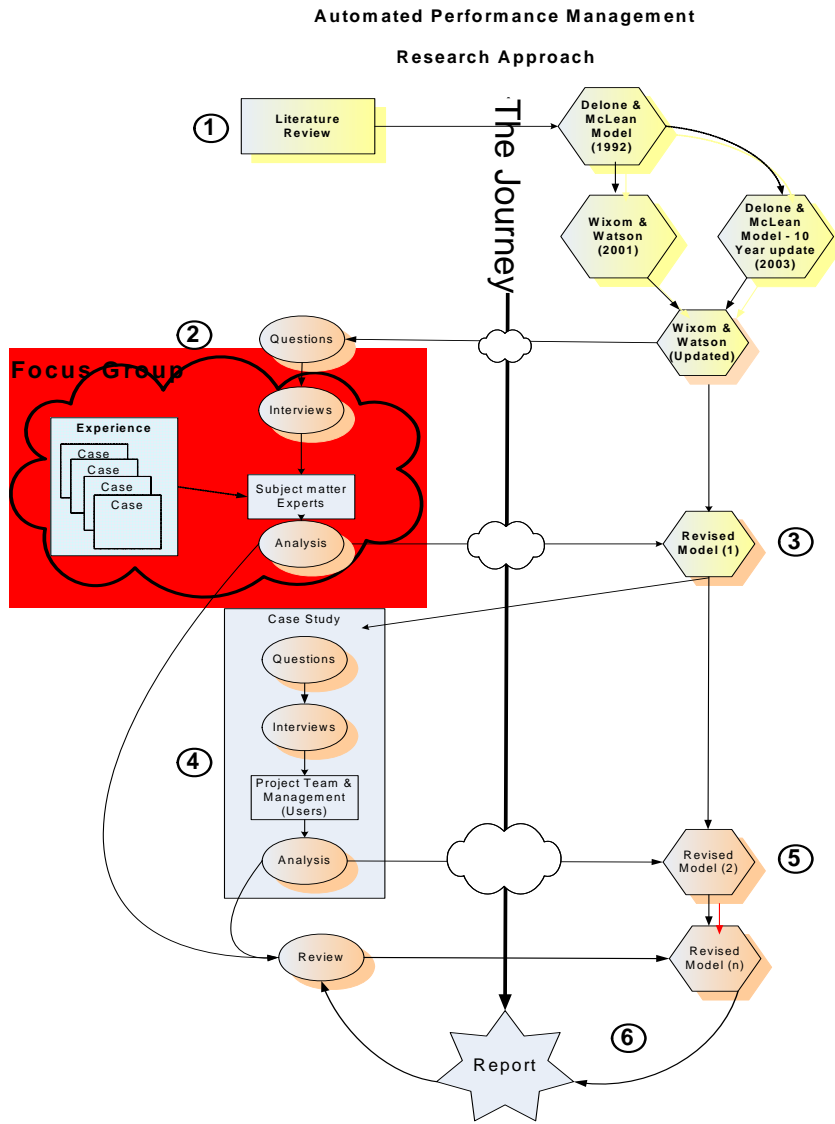 Automated Performance Management
Research Approach
The Journey
1
Literature
Review
Delone &
McLean
Model
(1992)
Wixom &
Watson
(2001)
Delone &
McLean
Model - 10
Year update
(2003)
Wixom &
Watson
(Updated)
2
Questions
Focus Group
Interviews
Experience
Case
Case
Case
Case
Subject matter
Experts
Analysis
Revised
Model (1)
3
Case Study
Questions
Interviews
4
Project Team &
Management
(Users)
Analysis
Revised
Model (2)
5
Review
Revised
Model (n)
6
Report